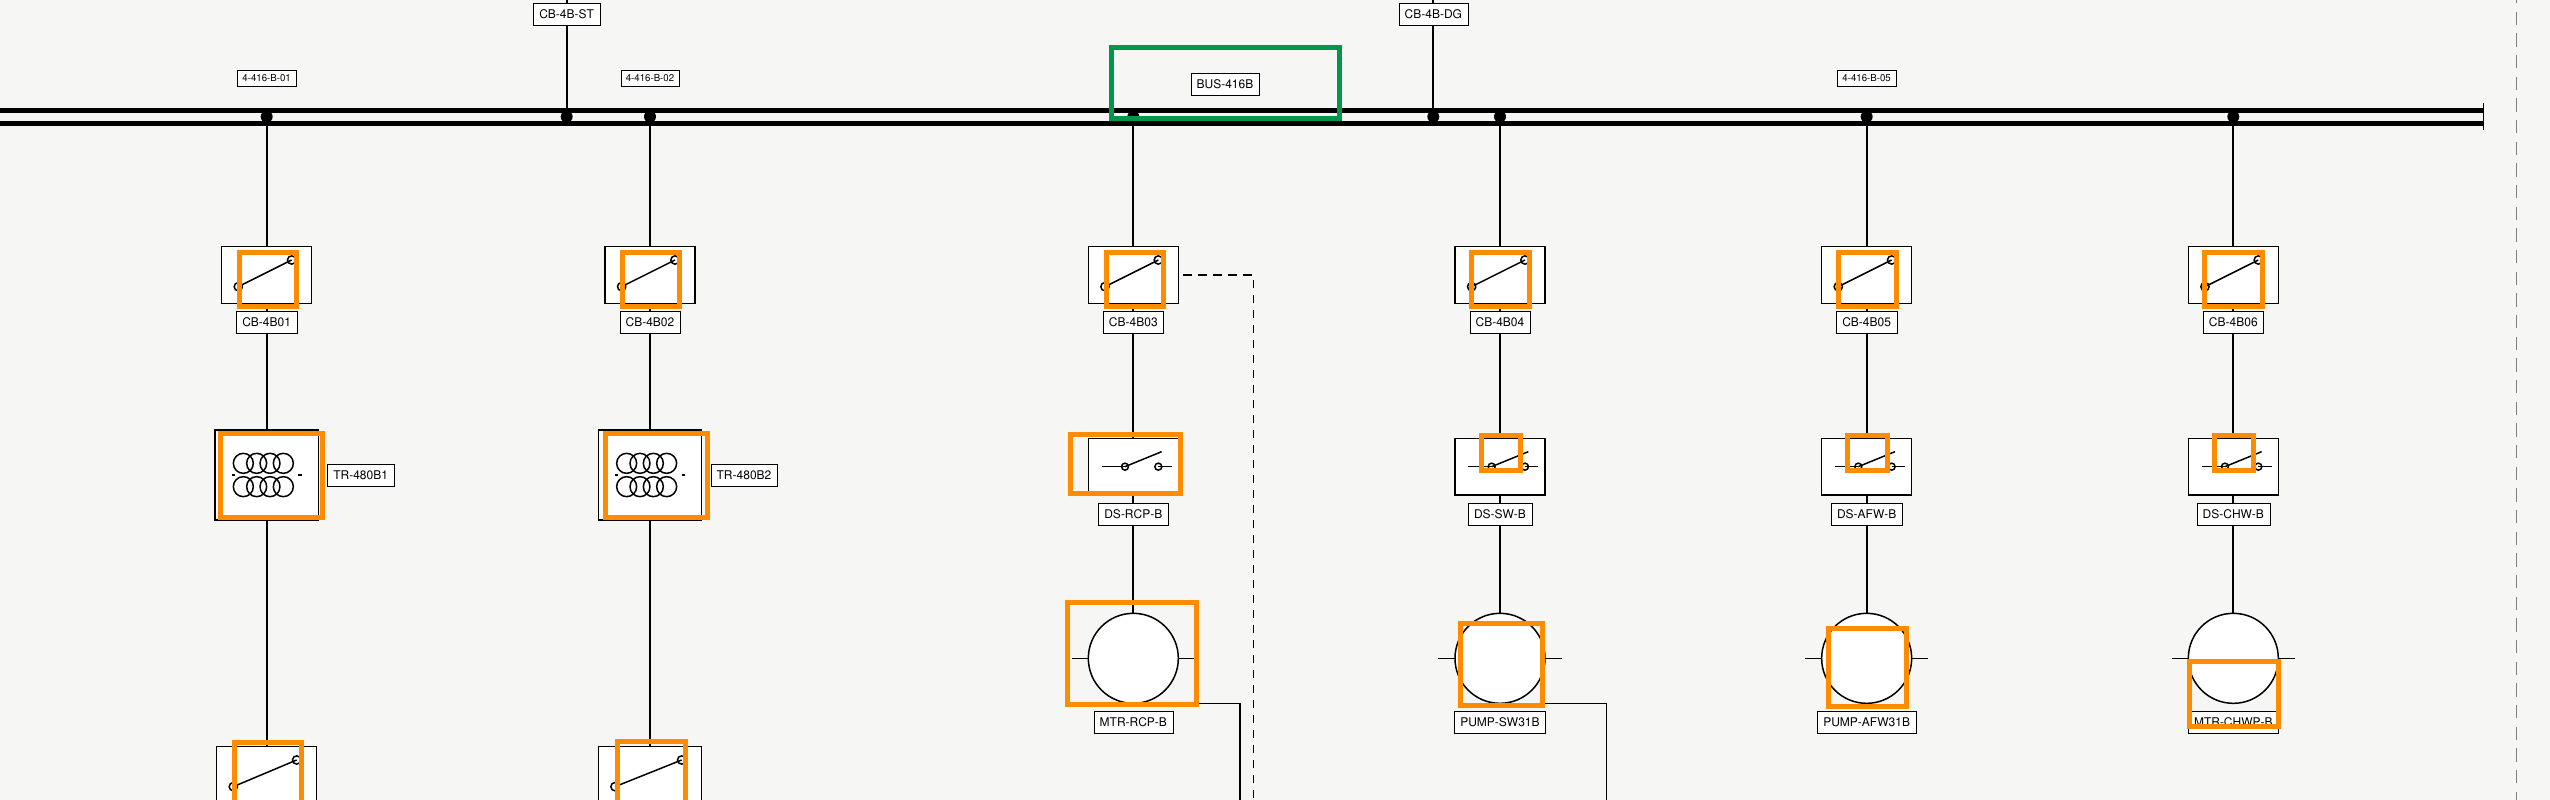 CB-4B-ST
CB-4B-DG
4-416-B-01
4-416-B-02
BUS-416B
4-416-B-05
CB-4B01
CB-4B02
CB-4B03
CB-4B04
CB-4B05
CB-4B06
TR-480B1
TR-480B2
DS-RCP-B
DS-SW-B
DS-AFW-B
DS-CHW-B
MTR-RCP-B
PUMP-SW31B
PUMP-AFW31B
MTR-CHWP-B